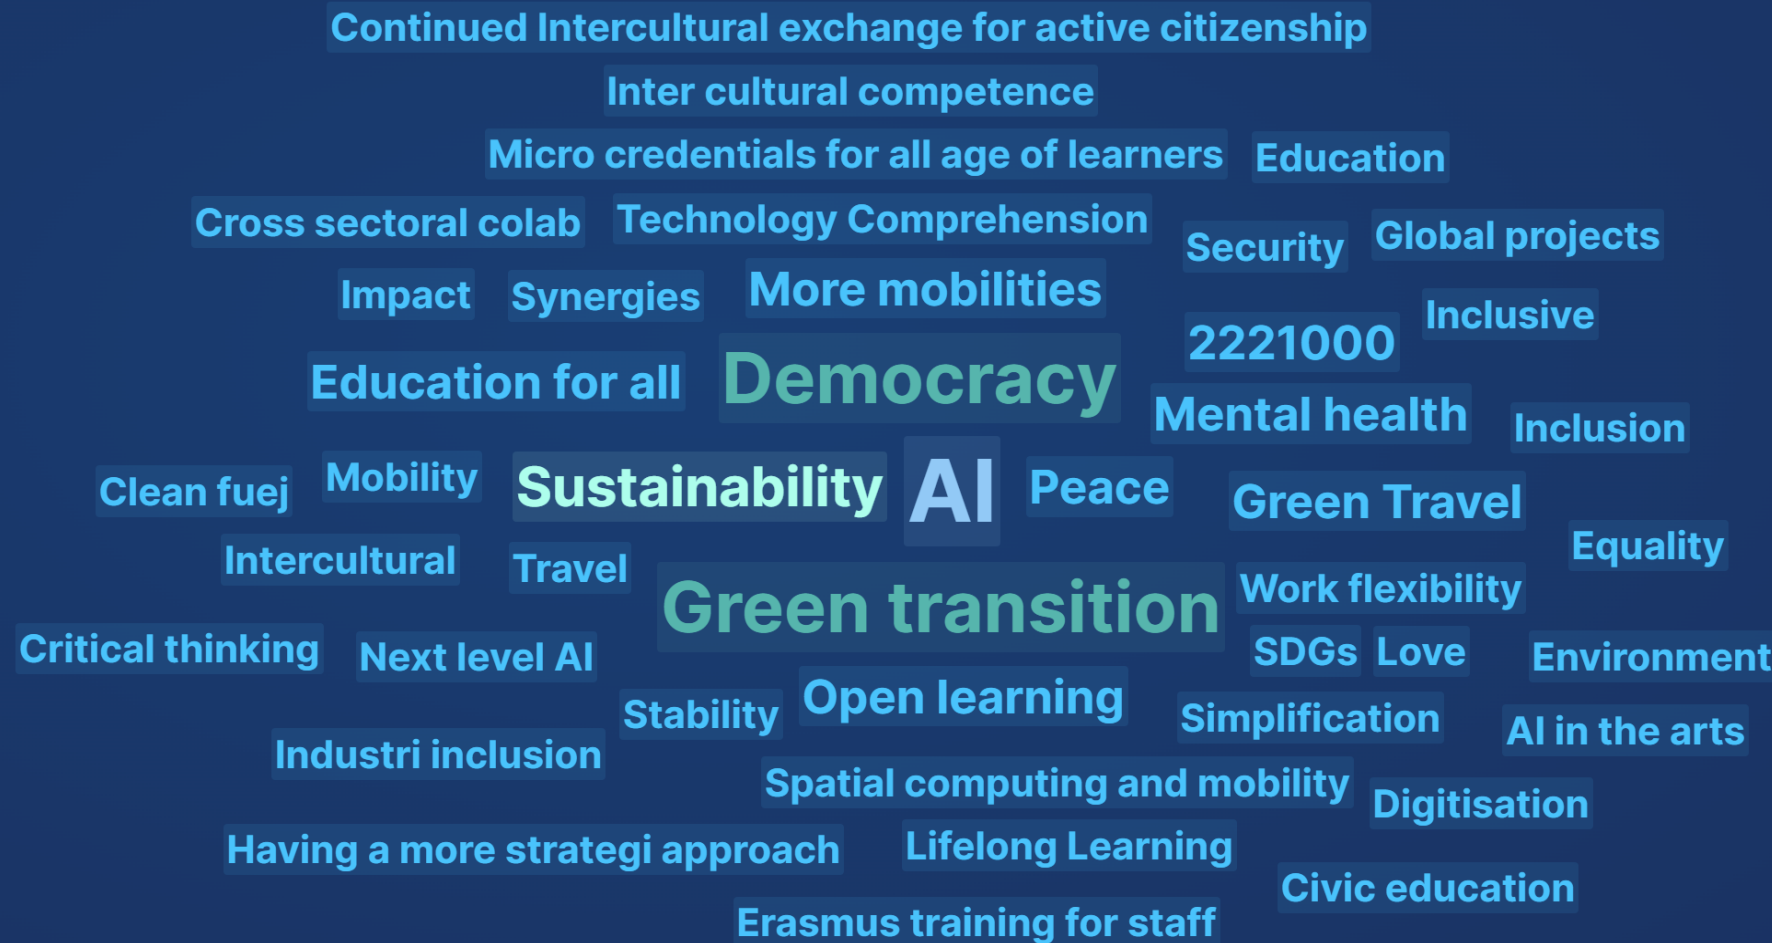 Continued Intercultural exchange for active citizenship
Inter cultural competence
Micro credentials for all age of learners
Education
Cross sectoral colab
Technology Comprehension
Security
Global projects
Impact
Synergies
More mobilities
2221000
Inclusive
Education for all
Democracy
Mental health
Inclusion
Clean fuej
Mobility
Sustainability
AI
Peace
Green Travel
Equality
Intercultural
Travel
Green transition
Work flexibility
Critical thinking
Next level AI
SDGs
Love
Environment
Stability
Open learning
Simplification
AI in the arts
Industri inclusion
Spatial computing and mobility
Digitisation
Having a more strategi approach
Lifelong Learning
Civic education
Erasmus training for staff